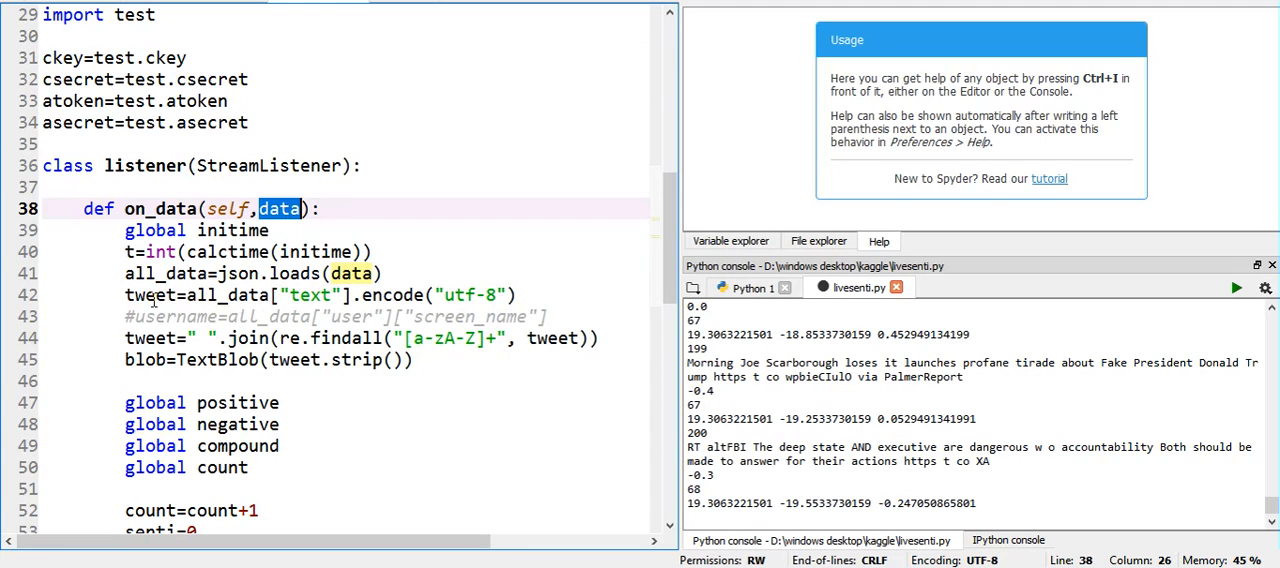 29 import test
30
31 ckey=test.ckey
32 csecret=test.csecret
33 atoken=test.atoken
34 asecret=test.asecret
35
36 class listener(StreamListener):
37
38 def on_data(self,data):
39 global initime
40 t=int(calctime(initime))
41 all_data=json.loads(data)
42 tweet=all_data["text"].encode("utf-8")
43 #username=all_data["user"]["screen_name"]
44 tweet=" ".join(re.findall("[a-zA-Z]+", tweet))
45 blob=TextBlob(tweet.strip())
46
47 global positive
48 global negative
49 global compound
50 global count
51
52 count=count+1
53 senti=0
Usage
Here you can get help of any object by pressing Ctrl+I in
front of it, either on the Editor or the Console.
Help can also be shown automatically after writing a left
parenthesis next to an object. You can activate this
behavior in Preferences > Help.
New to Spyder? Read our tutorial
Variable explorer File explorer Help
Python console - D:\windows desktop\kaggle\livesenti.py
Python 1 livesenti.py
0.0
67
19.3063221501 -18.8533730159 0.452949134199
199
Morning Joe Scarborough loses it launches profane tirade about Fake President Donald Tr
ump https t co wpbieCIulO via PalmerReport
-0.4
67
19.3063221501 -19.2533730159 0.0529491341991
200
RT altFBI The deep state AND executive are dangerous w o accountability Both should be
made to answer for their actions https t co XA
-0.3
68
19.3063221501 -19.5533730159 -0.247050865801
Python console - D:\windows desktop\kaggle\livesenti.py IPython console
Permissions: RW End-of-lines: CRLF Encoding: UTF-8 Line: 38 Column: 26 Memory: 45 %